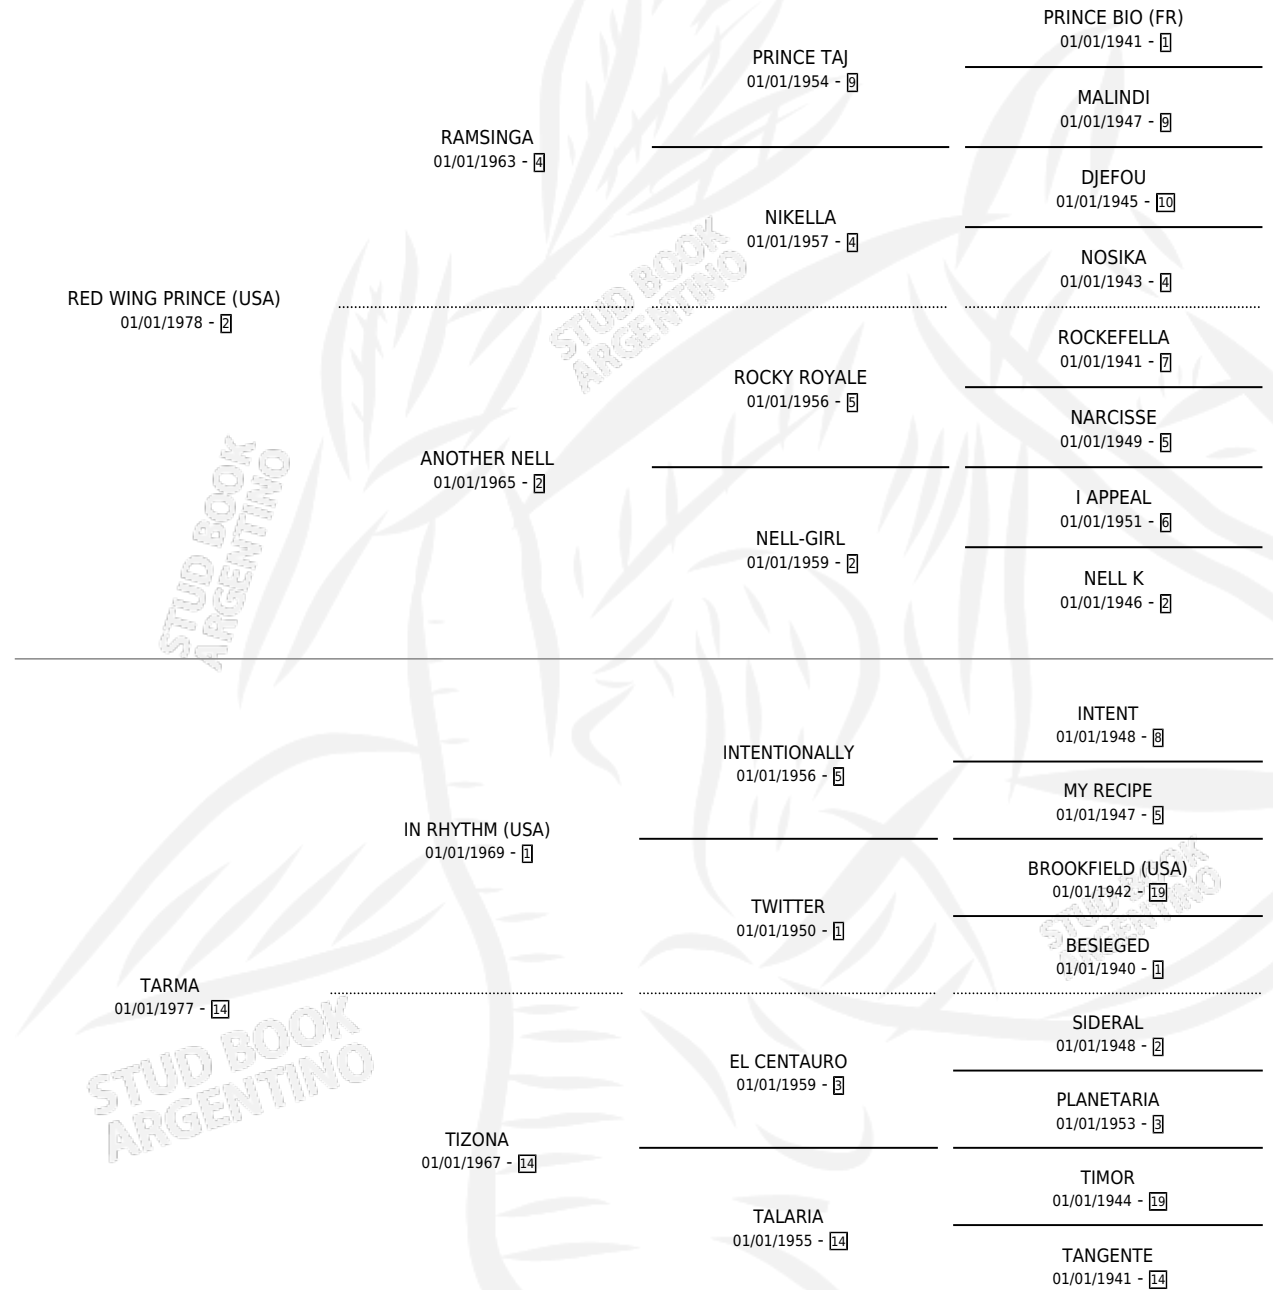 PRINCE BIO (FR)
01/01/1941 - 1
PRINCE TAJ
01/01/1954 - 9
MALINDI
01/01/1947 - 9
RAMSINGA
01/01/1963 - 4
DJEFOU
01/01/1945 - 10
NIKELLA
01/01/1957 - 4
NOSIKA
01/01/1943 - 4
RED WING PRINCE (USA)
01/01/1978 - 2
ROCKEFELLA
01/01/1941 - 7
ROCKY ROYALE
01/01/1956 - 5
NARCISSE
01/01/1949 - 5
ANOTHER NELL
01/01/1965 - 2
I APPEAL
01/01/1951 - 6
NELL-GIRL
01/01/1959 - 2
NELL K
01/01/1946 - 2
INTENT
01/01/1948 - 8
INTENTIONALLY
01/01/1956 - 5
MY RECIPE
01/01/1947 - 5
IN RHYTHM (USA)
01/01/1969 - 1
BROOKFIELD (USA)
01/01/1942 - 19
TWITTER
01/01/1950 - 1
BESIEGED
01/01/1940 - 1
TARMA
01/01/1977 - 14
SIDERAL
01/01/1948 - 2
EL CENTAURO
01/01/1959 - 3
PLANETARIA
01/01/1953 - 3
TIZONA
01/01/1967 - 14
TIMOR
01/01/1944 - 19
TALARIA
01/01/1955 - 14
TANGENTE
01/01/1941 - 14
STUD BOOK
ARGENTINO
STUD BOOK
ARGENTINO
STUD BOOK
ARGENTINO
STUD BOOK
ARGENTINO